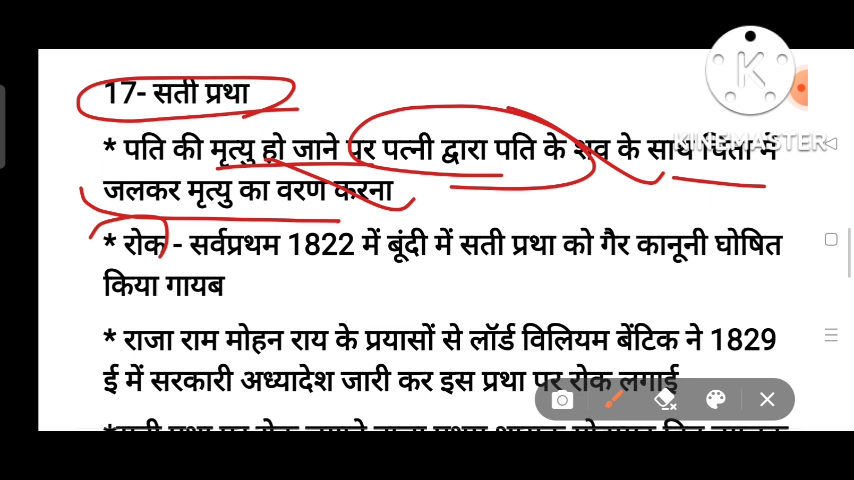 17- सती प्रथा
* पति की मृत्यु हो जाने पर पत्नी द्वारा पति के शव के साथ चिता में
जलकर मृत्यु का वरण करना
* रोक - सर्वप्रथम 1822 में बूंदी में सती प्रथा को गैर कानूनी घोषित
किया गायब
* राजा राम मोहन राय के प्रयासों से लॉर्ड विलियम बेंटिक ने 1829
ई में सरकारी अध्यादेश जारी कर इस प्रथा पर रोक लगाई
K
KINEMASTER